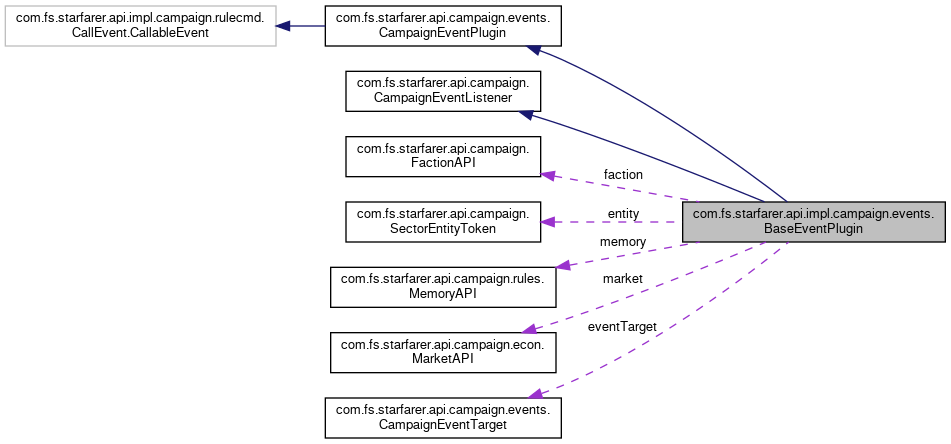 com.fs.starfarer.api.impl.campaign.rulecmd.
CallEvent.CallableEvent
com.fs.starfarer.api.campaign.events.
CampaignEventPlugin
com.fs.starfarer.api.campaign.
CampaignEventListener
com.fs.starfarer.api.campaign.
FactionAPI
faction
com.fs.starfarer.api.campaign.
SectorEntityToken
entity
com.fs.starfarer.api.impl.campaign.events.
BaseEventPlugin
memory
com.fs.starfarer.api.campaign.rules.
MemoryAPI
market
com.fs.starfarer.api.campaign.econ.
MarketAPI
eventTarget
com.fs.starfarer.api.campaign.events.
CampaignEventTarget